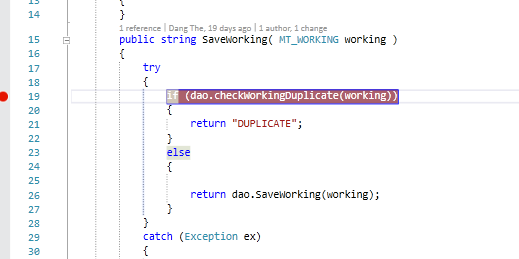 13 {
14 }
1 reference | Dang The, 19 days ago | 1 author, 1 change
15 public string SaveWorking( MT_WORKING working )
16 {
17 try
18 {
19 if (dao.checkWorkingDuplicate(working))
20 {
21 return "DUPLICATE";
22 }
23 else
24 {
25
26 return dao.SaveWorking(working);
27 }
28 }
29 catch (Exception ex)
30 {